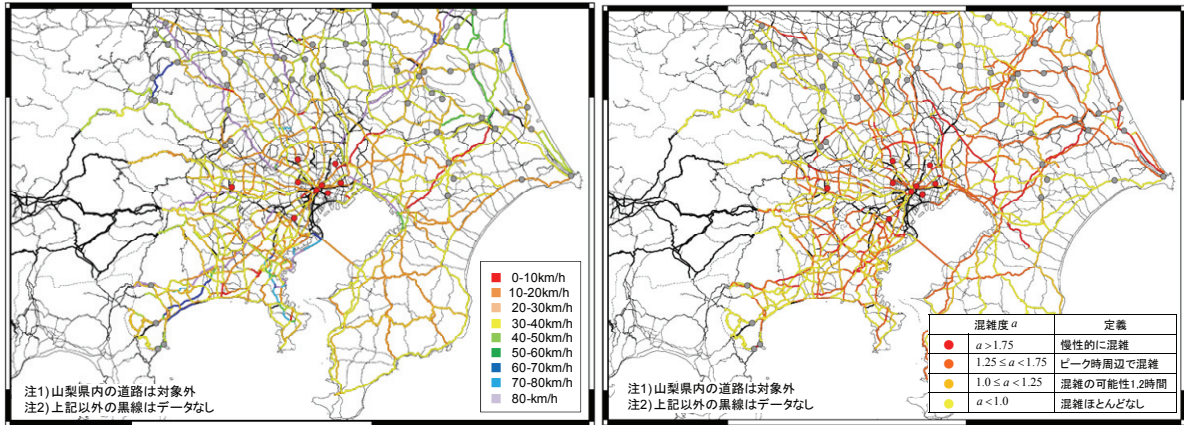 0-10km/h
10-20km/h
20-30km/h
30-40km/h
40-50km/h
50-60km/h
60-70km/h
70-80km/h
80-km/h
注1)山梨県内の道路は対象外
注2)上記以外の黒線はデータなし
混雑度 a 定義
a > 1.75 慢性的に混雑
1.25 ≤ a < 1.75 ピーク時周辺で混雑
1.0 ≤ a < 1.25 混雑の可能性1,2時間
a < 1.0 混雑ほとんどなし
注1)山梨県内の道路は対象外
注2)上記以外の黒線はデータなし